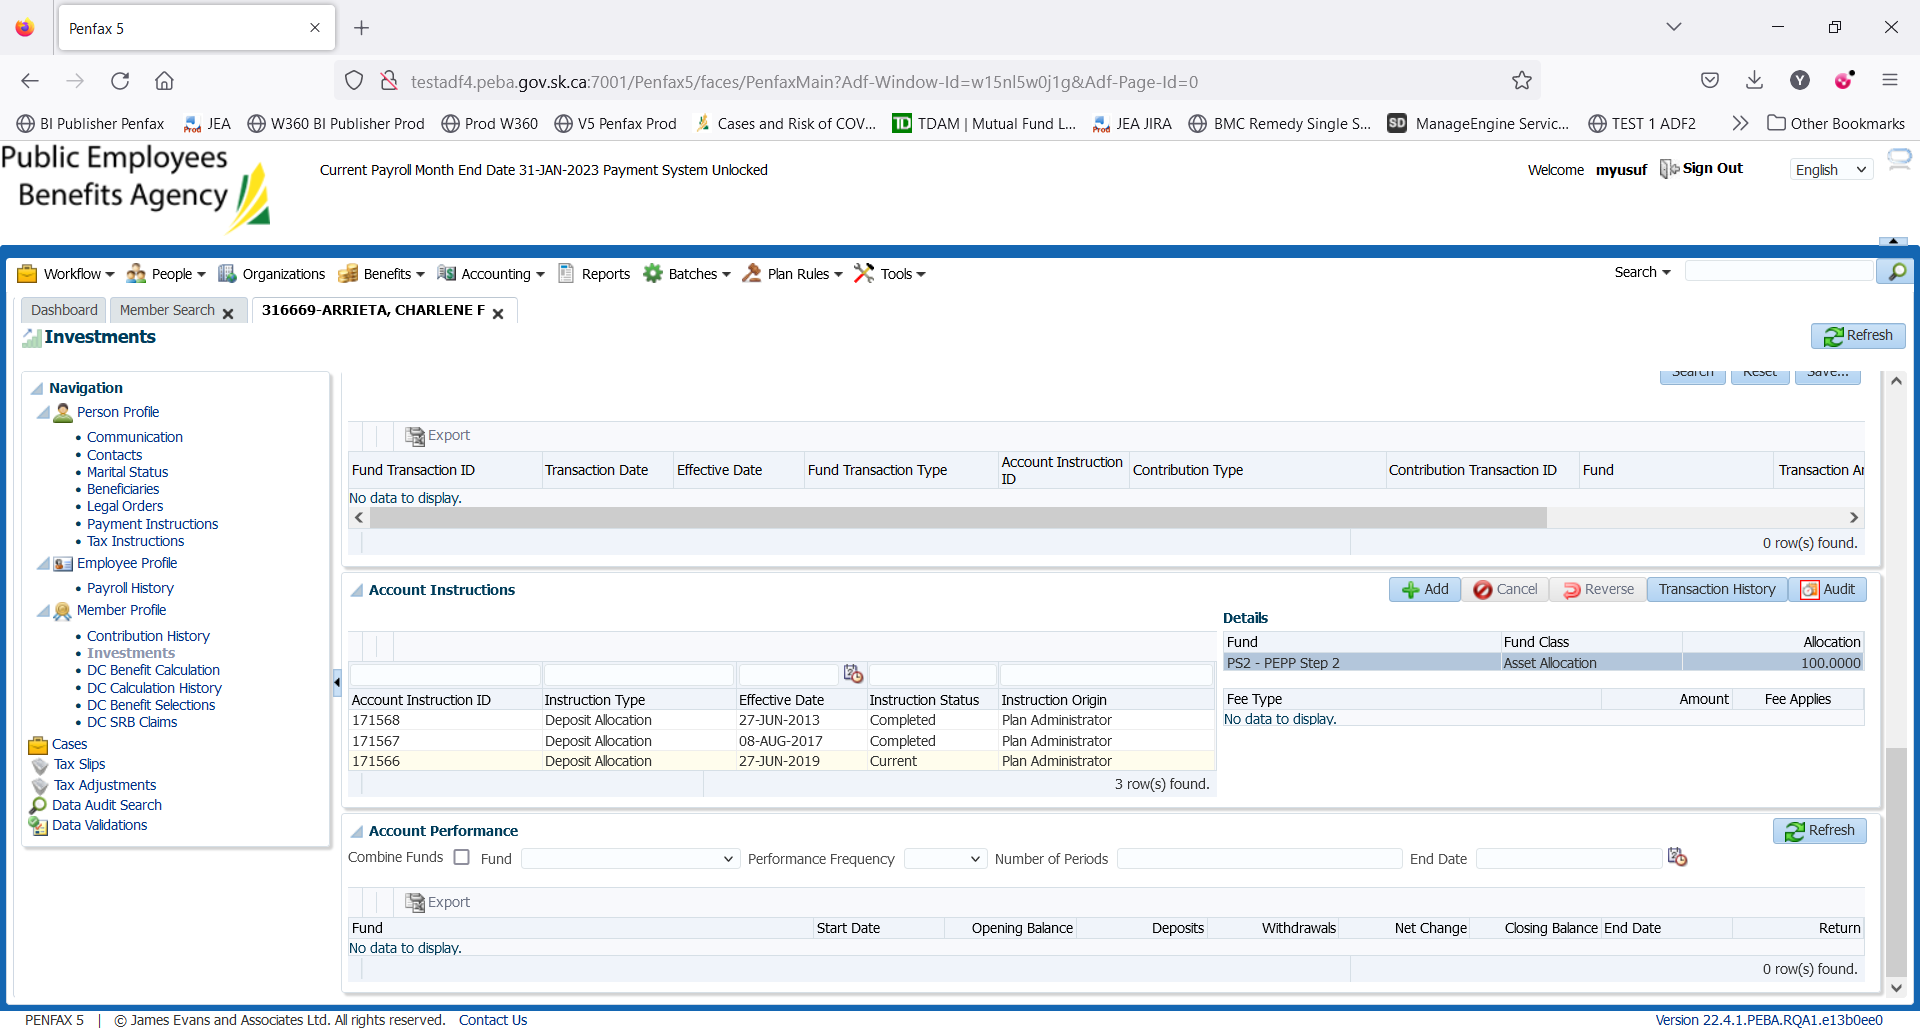 Penfax 5
testadf4.peba.gov.sk.ca:7001/Penfax5/faces/PenfaxMain?Adf-Window-Id=w15nl5w0j1g&Adf-Page-Id=0
Y
BI Publisher Penfax JEA W360 BI Publisher Prod Prod W360 V5 Penfax Prod Cases and Risk of COV... TD TDAM | Mutual Fund L... JEA JIRA BMC Remedy Single S... SD ManageEngine Servic... TEST 1 ADF2 Other Bookmarks
Public Employees
Benefits Agency
Current Payroll Month End Date 31-JAN-2023 Payment System Unlocked
Welcome myusuf Sign Out English
Workflow People Organizations Benefits Accounting Reports Batches Plan Rules Tools Search
Dashboard Member Search 316669-ARRIETA, CHARLENE F
Investments Refresh
Navigation
Person Profile
Communication
Contacts
Marital Status
Beneficiaries
Legal Orders
Payment Instructions
Tax Instructions
Employee Profile
Payroll History
Member Profile
Contribution History
Investments
DC Benefit Calculation
DC Calculation History
DC Benefit Selections
DC SRB Claims
Cases
Tax Slips
Tax Adjustments
Data Audit Search
Data Validations
Search Reset Save...
Export
Fund Transaction ID Transaction Date Effective Date Fund Transaction Type Account Instruction ID Contribution Type Contribution Transaction ID Fund Transaction Ar
No data to display.
0 row(s) found.
Account Instructions Add Cancel Reverse Transaction History Audit
Account Instruction ID Instruction Type Effective Date Instruction Status Instruction Origin
171568 Deposit Allocation 27-JUN-2013 Completed Plan Administrator
171567 Deposit Allocation 08-AUG-2017 Completed Plan Administrator
171566 Deposit Allocation 27-JUN-2019 Current Plan Administrator
3 row(s) found.
Details
Fund Fund Class Allocation
PS2 - PEPP Step 2 Asset Allocation 100.0000
Fee Type Amount Fee Applies
No data to display.
Account Performance Refresh
Combine Funds Fund Performance Frequency Number of Periods End Date
Export
Fund Start Date Opening Balance Deposits Withdrawals Net Change Closing Balance End Date Return
No data to display.
0 row(s) found.
PENFAX 5 | © James Evans and Associates Ltd. All rights reserved. Contact Us Version 22.4.1.PEBA.RQA1.e13b0ee0